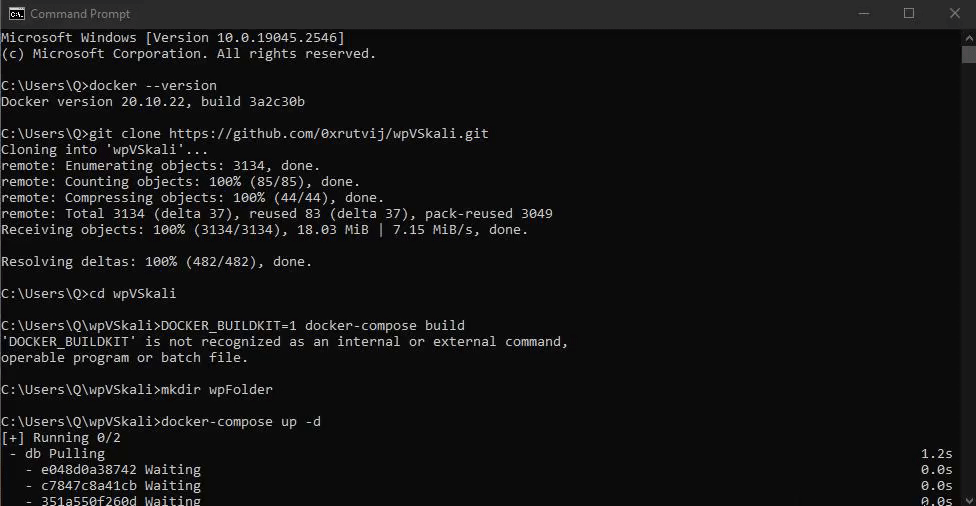 Command Prompt
Microsoft Windows [Version 10.0.19045.2546]
(c) Microsoft Corporation. All rights reserved.
C:\Users\Q>docker --version
Docker version 20.10.22, build 3a2c30b
C:\Users\Q>git clone https://github.com/0xrutvij/wpVSkali.git
Cloning into 'wpVSkali'...
remote: Enumerating objects: 3134, done.
remote: Counting objects: 100% (85/85), done.
remote: Compressing objects: 100% (44/44), done.
remote: Total 3134 (delta 37), reused 83 (delta 37), pack-reused 3049
Receiving objects: 100% (3134/3134), 18.03 MiB | 7.15 MiB/s, done.
Resolving deltas: 100% (482/482), done.
C:\Users\Q>cd wpVSkali
C:\Users\Q\wpVSkali>DOCKER_BUILDKIT=1 docker-compose build
'DOCKER_BUILDKIT' is not recognized as an internal or external command,
operable program or batch file.
C:\Users\Q\wpVSkali>mkdir wpFolder
C:\Users\Q\wpVSkali>docker-compose up -d
[+] Running 0/2
- db Pulling 1.2s
- e048d0a38742 Waiting 0.0s
- c7847c8a41cb Waiting 0.0s
- 351a550f260d Waiting 0.0s